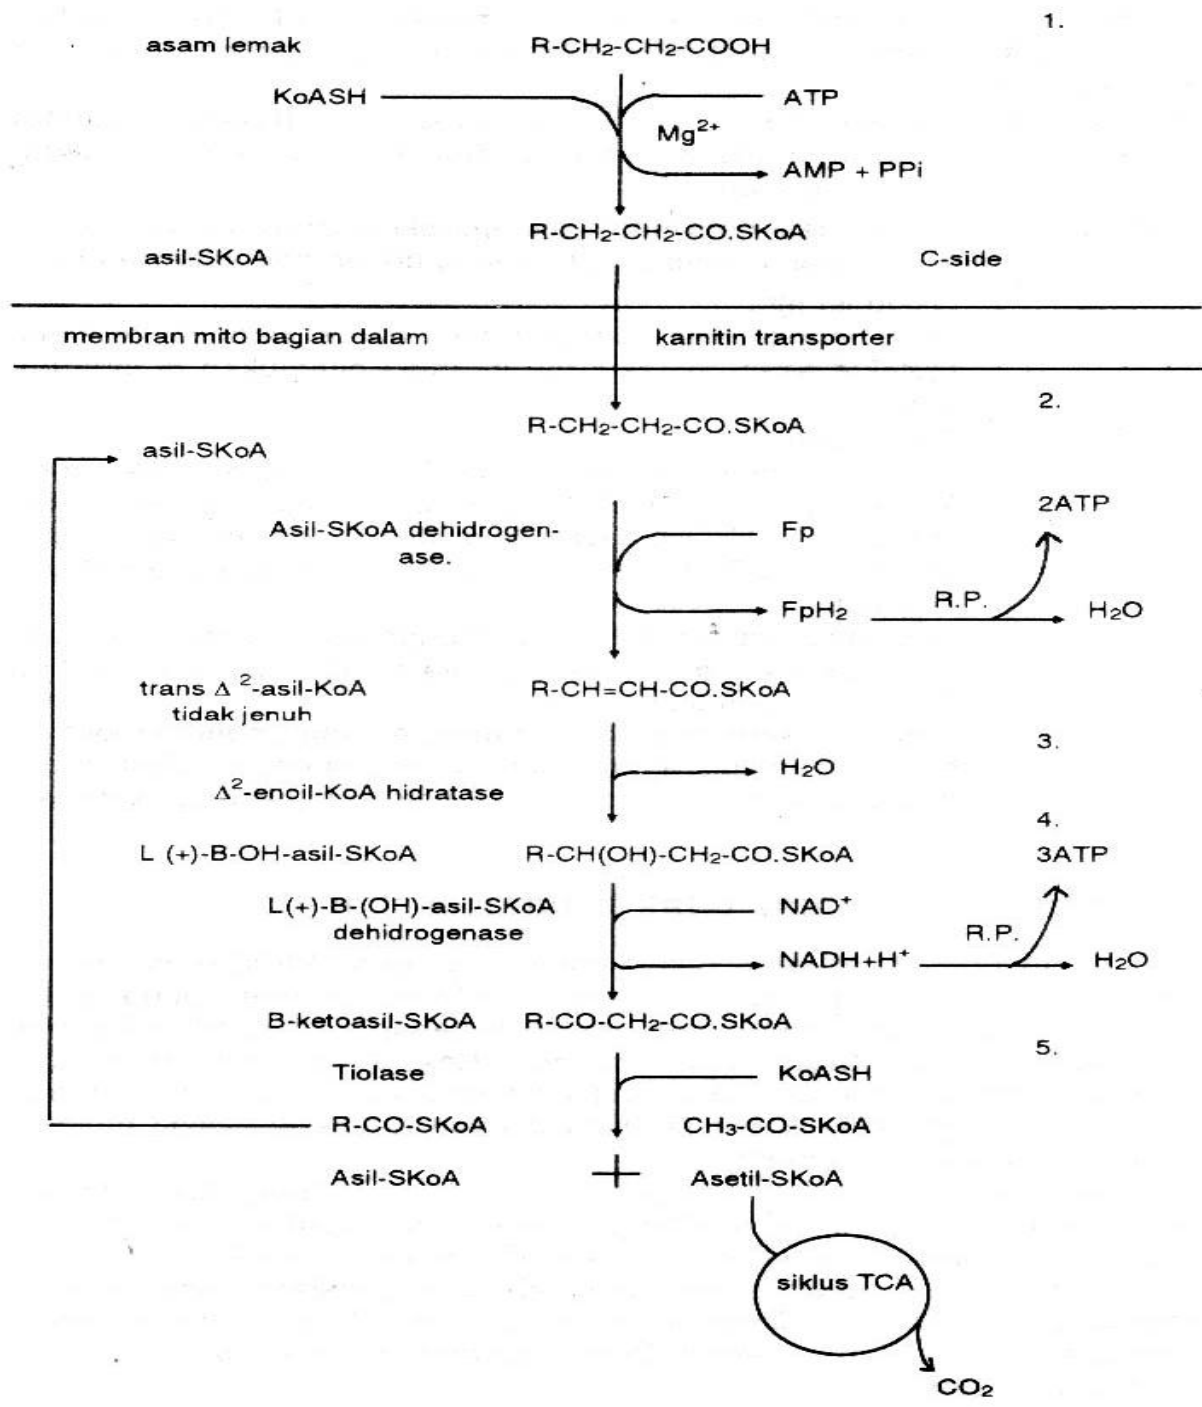 1.
asam lemak R-CH₂-CH₂-COOH
KoASH ATP
Mg²⁺
AMP + PPi
R-CH₂-CH₂-CO.SKoA
asil-SKoA C-side
membran mito bagian dalam karnitin transporter
2.
R-CH₂-CH₂-CO.SKoA
asil-SKoA
2ATP
Asil-SKoA dehidrogen- Fp
ase.
R.P.
FpH₂ H₂O
trans Δ ²-asil-KoA R-CH=CH-CO.SKoA
tidak jenuh
3.
H₂O
Δ²-enoil-KoA hidratase
4.
L (+)-B-OH-asil-SKoA R-CH(OH)-CH₂-CO.SKoA 3ATP
L(+)-B-(OH)-asil-SKoA NAD⁺
dehidrogenase R.P.
NADH+H⁺ H₂O
B-ketoasil-SKoA R-CO-CH₂-CO.SKoA
5.
Tiolase KoASH
R-CO-SKoA CH₃-CO-SKoA
Asil-SKoA + Asetil-SKoA
siklus TCA
CO₂